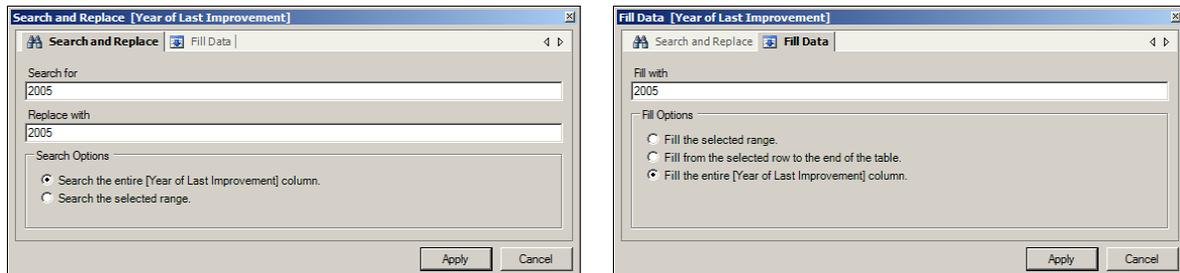 Search and Replace [Year of Last Improvement]
Search and Replace Fill Data
Search for
2005
Replace with
2005
Search Options
Search the entire [Year of Last Improvement] column.
Search the selected range.
Apply Cancel
Fill Data [Year of Last Improvement]
Search and Replace Fill Data
Fill with
2005
Fill Options
Fill the selected range.
Fill from the selected row to the end of the table.
Fill the entire [Year of Last Improvement] column.
Apply Cancel